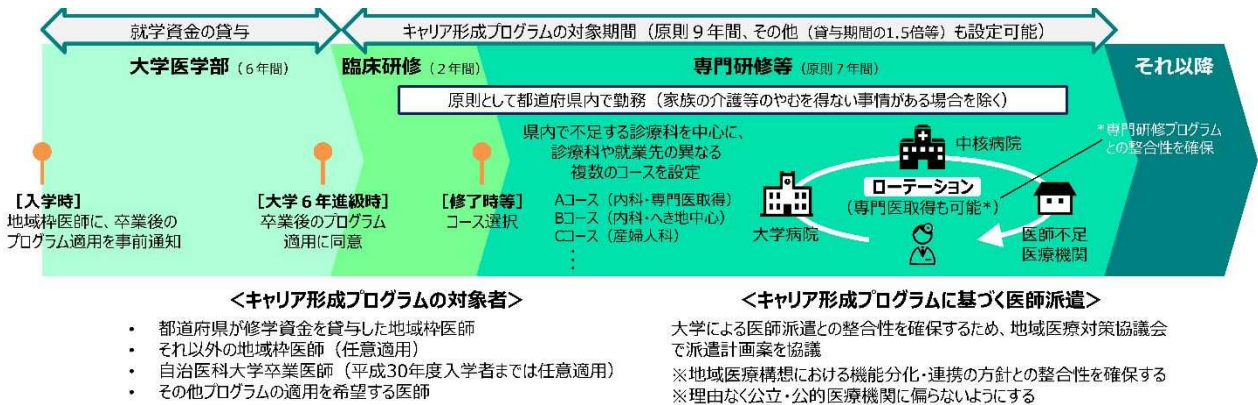 就学資金の貸与
キャリア形成プログラムの対象期間（原則９年間、その他（貸与期間の1.5倍等）も設定可能）
大学医学部（６年間）
臨床研修（２年間）
専門研修等（原則７年間）
それ以降
原則として都道府県内で勤務（家族の介護等のやむを得ない事情がある場合を除く）
県内で不足する診療科を中心に、
診療科や就業先の異なる
複数のコースを設定
Aコース（内科・専門医取得）
Bコース（内科・へき地中心）
Cコース（産婦人科）
⋮
中核病院
*専門研修プログラム
との整合性を確保
ローテーション
（専門医取得も可能*）
大学病院
医師不足
医療機関
［入学時］
地域枠医師に、卒業後の
プログラム適用を事前通知
［大学６年進級時］
卒業後のプログラム
適用に同意
［修了時等］
コース選択
＜キャリア形成プログラムの対象者＞
• 都道府県が修学資金を貸与した地域枠医師
• それ以外の地域枠医師（任意適用）
• 自治医科大学卒業医師（平成30年度入学者までは任意適用）
• その他プログラムの適用を希望する医師
＜キャリア形成プログラムに基づく医師派遣＞
大学による医師派遣との整合性を確保するため、地域医療対策協議会
で派遣計画案を協議
※地域医療構想における機能分化・連携の方針との整合性を確保する
※理由なく公立・公的医療機関に偏らないようにする